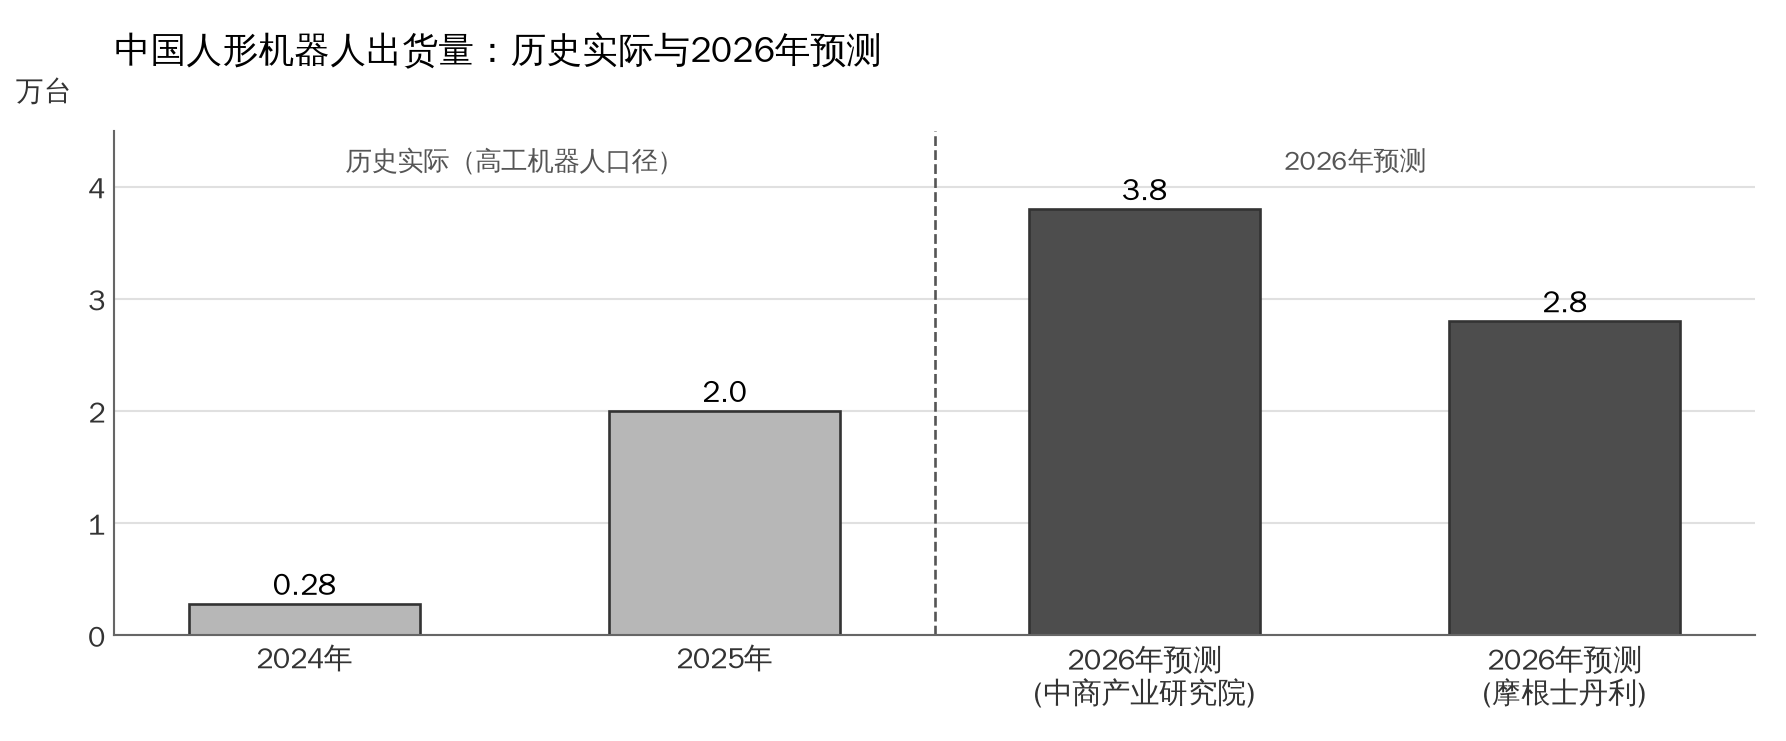 中国人形机器人出货量：历史实际与2026年预测
万台
历史实际（高工机器人口径）
2026年预测
4
3
2
1
0
0.28
2.0
3.8
2.8
2024年
2025年
2026年预测
(中商产业研究院)
2026年预测
(摩根士丹利)